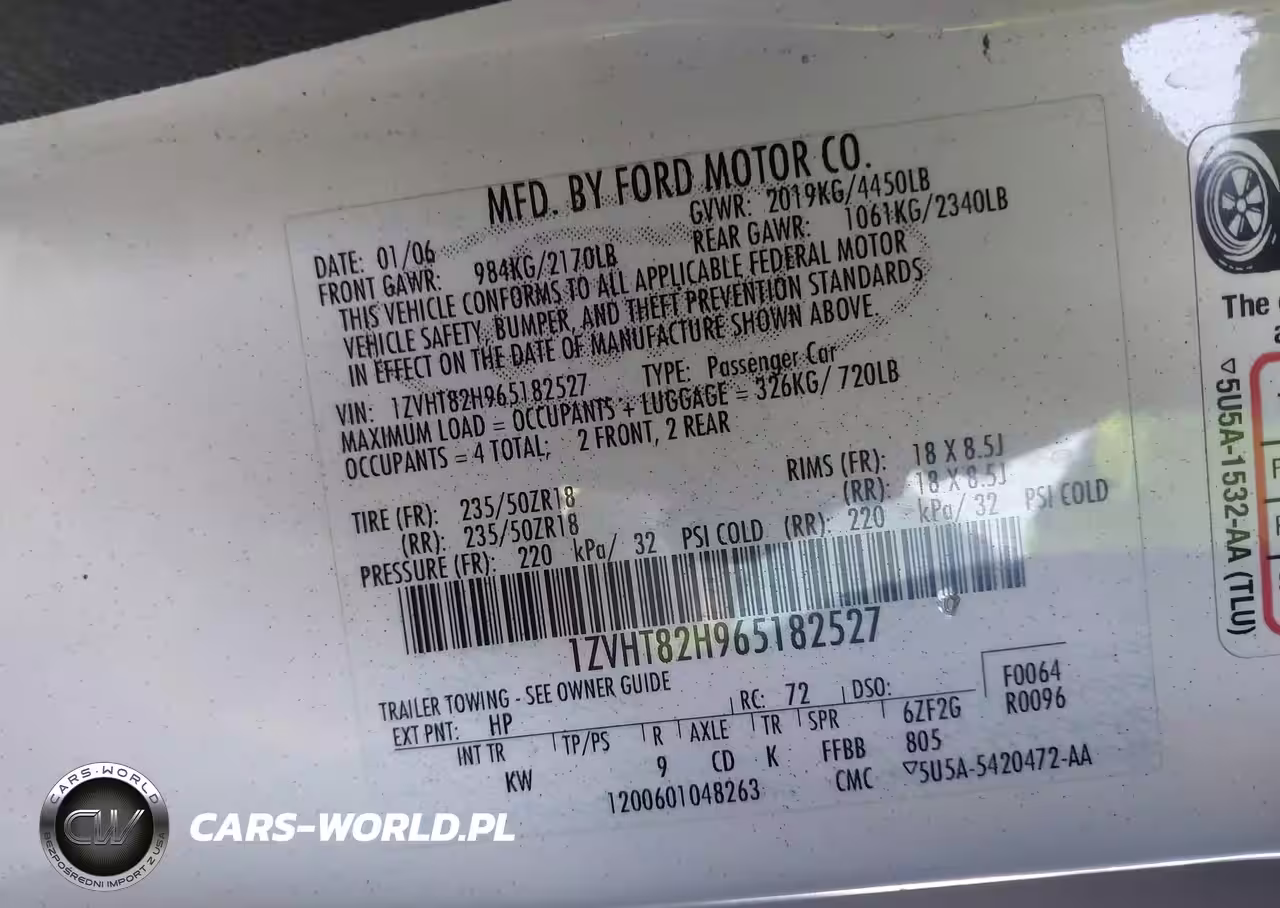 MFD. BY FORD MOTOR CO.
DATE: 01/06 GVWR: 2019KG/4450LB
FRONT GAWR: 984KG/2170LB REAR GAWR: 1061KG/2340LB
THIS VEHICLE CONFORMS TO ALL APPLICABLE FEDERAL MOTOR
VEHICLE SAFETY, BUMPER, AND THEFT PREVENTION STANDARDS
IN EFFECT ON THE DATE OF MANUFACTURE SHOWN ABOVE.
VIN: 1ZVHT82H965182527 TYPE: Passenger Car
MAXIMUM LOAD = OCCUPANTS + LUGGAGE = 326KG/ 720LB
OCCUPANTS = 4 TOTAL; 2 FRONT, 2 REAR
TIRE (FR): 235/50ZR18 RIMS (FR): 18 X 8.5J
(RR): 235/50ZR18 (RR): 18 X 8.5J
PRESSURE (FR): 220 kPa/ 32 PSI COLD (RR): 220 kPa/ 32 PSI COLD
1ZVHT82H965182527
TRAILER TOWING - SEE OWNER GUIDE
EXT PNT: HP RC: 72 DSO: F0064
INT TR TP/PS R AXLE TR SPR 6ZF2G R0096
KW 9 CD K FFBB 805
1200601048263 CMC ▽5U5A-5420472-AA
The
▽5U5A-1532-AA (TLU)
CARS-WORLD
CW
BEZPOŚREDNI IMPORT Z USA
CARS-WORLD.PL